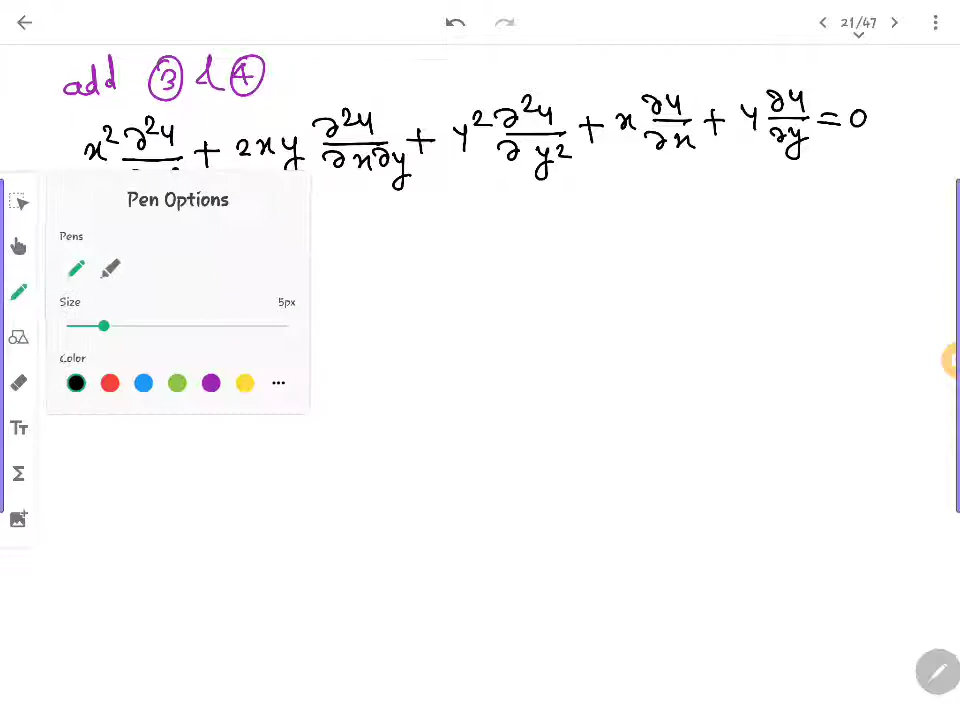 21/47
add ③ & ④
x² ∂²u/∂x² + 2xy ∂²u/∂x∂y + y² ∂²u/∂y² + x ∂u/∂x + y ∂u/∂y = 0
Pen Options
Pens
Size 5px
Color
Tт
Σ